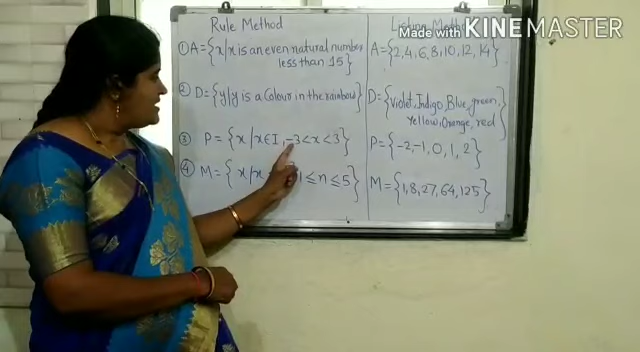 Rule Method
① A={x/x is an even natural number
less than 15}
② D={y/y is a Colour in the rainbow}
③ P = {x/x∈I, -3<x<3}
④ M = {x/x 1≤n≤5}
Listing Method
A={2,4,6,8,10,12,14}
D={Violet,Indigo,Blue,green,
Yellow,Orange,red}
P={-2,-1,0,1,2}
M={1,8,27,64,125}
Made with KINEMASTER